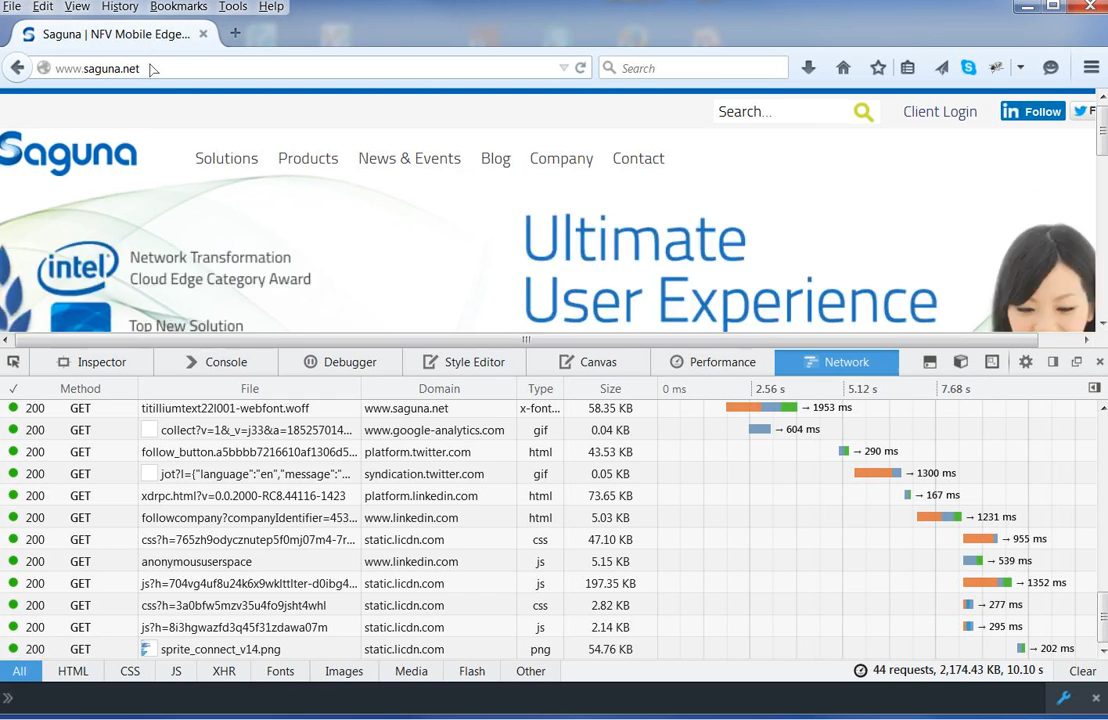 File Edit View History Bookmarks Tools Help
Saguna | NFV Mobile Edge...
www.saguna.net
Search
Search...
Client Login
in Follow
F
Saguna
Solutions Products News & Events Blog Company Contact
intel
Network Transformation
Cloud Edge Category Award
Top New Solution
Ultimate
User Experience
Inspector Console Debugger Style Editor Canvas Performance Network
✓ Method File Domain Type Size 0 ms 2.56 s 5.12 s 7.68 s
200 GET titilliumtext22l001-webfont.woff www.saguna.net x-font... 58.35 KB → 1953 ms
200 GET collect?v=1&_v=j33&a=185257014... www.google-analytics.com gif 0.04 KB → 604 ms
200 GET follow_button.a5bbbb7216610af1306d5... platform.twitter.com html 43.53 KB → 290 ms
200 GET jot?l={"language":"en","message":"... syndication.twitter.com gif 0.05 KB → 1300 ms
200 GET xdrpc.html?v=0.0.2000-RC8.44116-1423 platform.linkedin.com html 73.65 KB → 167 ms
200 GET followcompany?companyIdentifier=453... www.linkedin.com html 5.03 KB → 1231 ms
200 GET css?h=765zh9odycznutep5f0mj07m4-7r... static.licdn.com css 47.10 KB → 955 ms
200 GET anonymoususerspace www.linkedin.com js 5.15 KB → 539 ms
200 GET js?h=704vg4uf8u24k6x9wklttlter-d0ibg4... static.licdn.com js 197.35 KB → 1352 ms
200 GET css?h=3a0bfw5mzv35u4fo9jsht4whl static.licdn.com css 2.82 KB → 277 ms
200 GET js?h=8i3hgwazfd3q45f31zdawa07m static.licdn.com js 2.14 KB → 295 ms
200 GET sprite_connect_v14.png static.licdn.com png 54.76 KB → 202 ms
All HTML CSS JS XHR Fonts Images Media Flash Other 44 requests, 2,174.43 KB, 10.10 s Clear